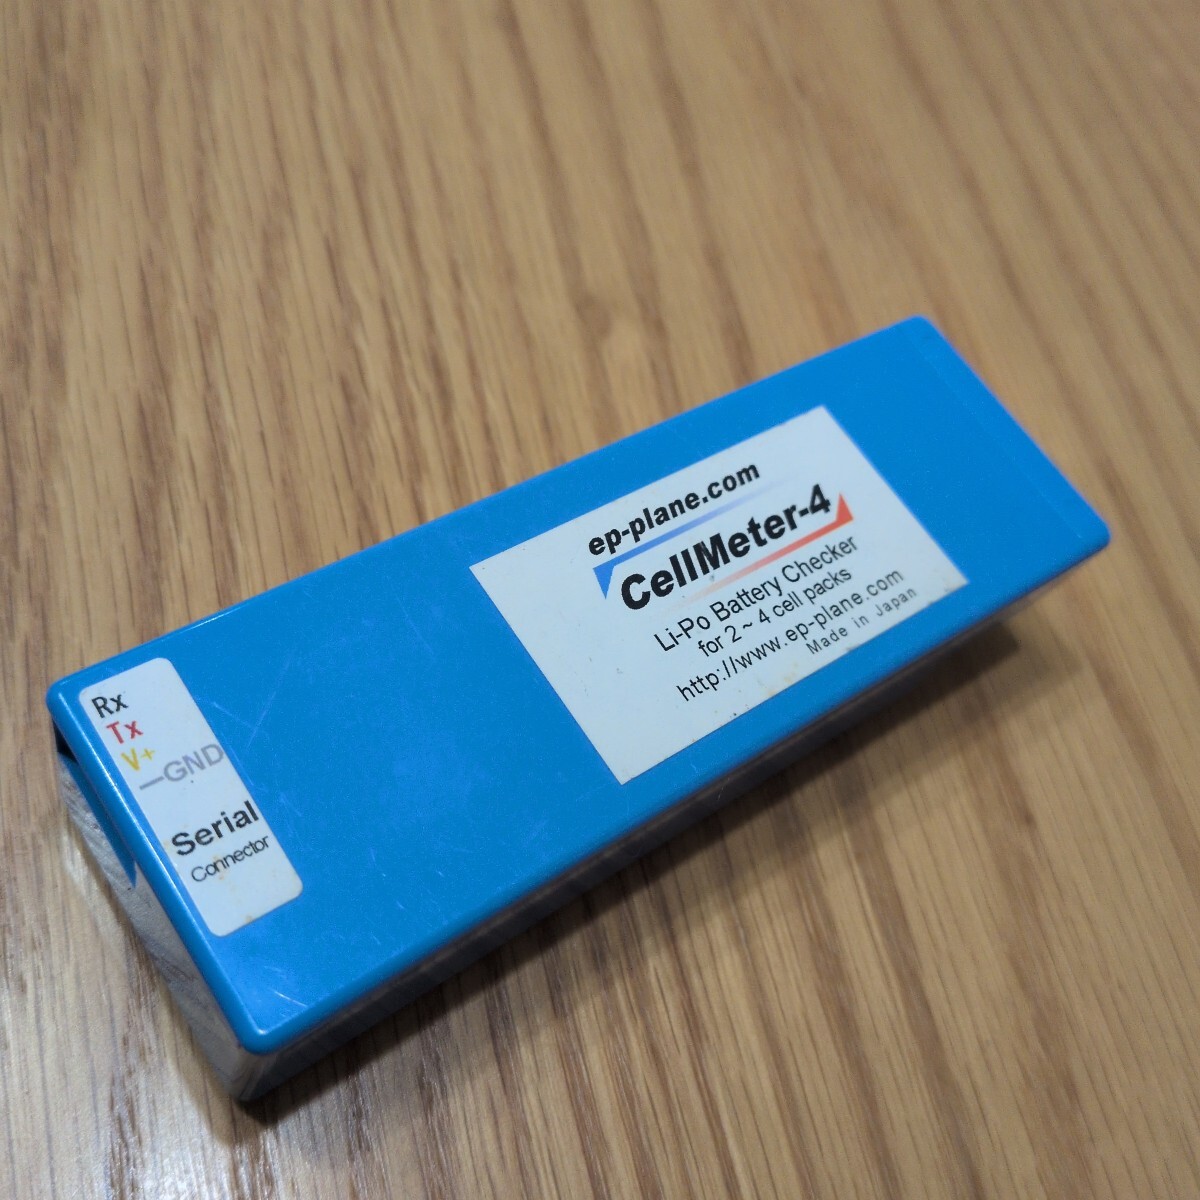 ep-plane.com
CellMeter-4
Li-Po Battery Checker
for 2~4 cell packs
http://www.ep-plane.com
Made in Japan
Rx
Tx
V+
—GND
Serial
Connector